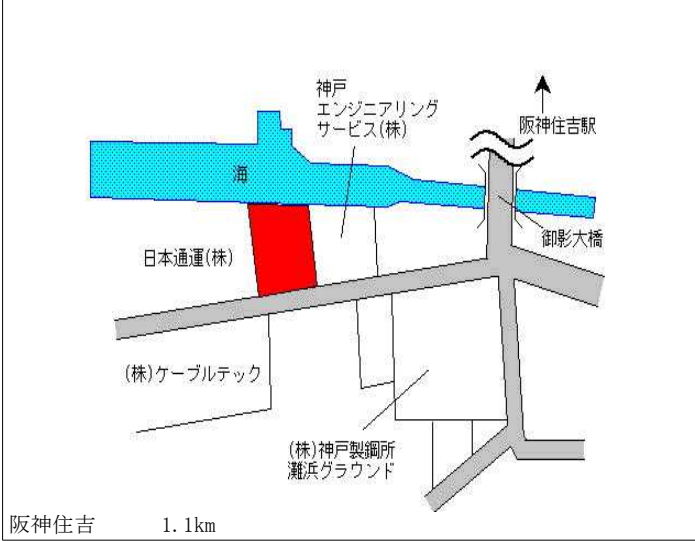 神戸
エンジニアリング
サービス(株)
阪神住吉駅
海
御影大橋
日本通運(株)
(株)ケーブルテック
(株)神戸製鋼所
灘浜グラウンド
阪神住吉　　1.1km